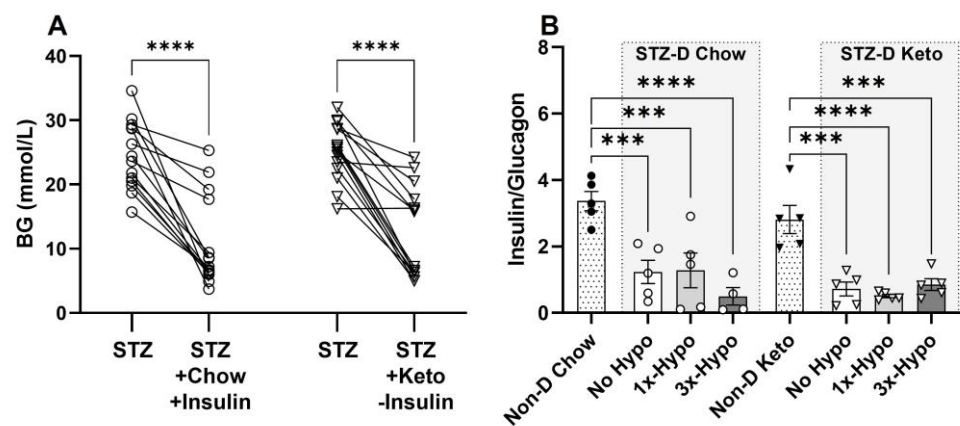 A
****
****
40
30
20
10
0
BG (mmol/L)
STZ
STZ
+Chow
+Insulin
STZ
STZ
+Keto
-Insulin
B
STZ-D Chow
STZ-D Keto
****
***
***
***
****
***
8
6
4
2
0
Insulin/Glucagon
Non-D Chow
No Hypo
1x-Hypo
3x-Hypo
Non-D Keto
No Hypo
1x-Hypo
3x-Hypo